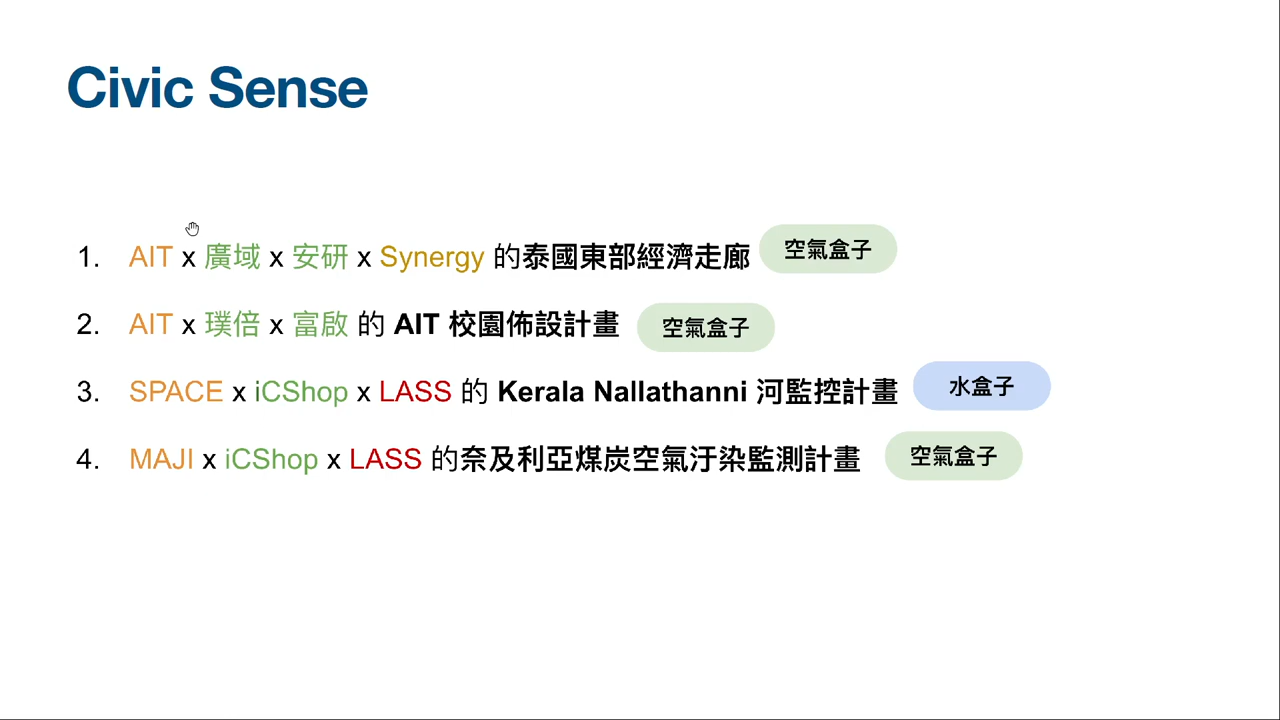 Civic Sense
1. AIT x 廣域 x 安研 x Synergy 的泰國東部經濟走廊 空氣盒子
2. AIT x 璞倍 x 富啟 的 AIT 校園佈設計畫 空氣盒子
3. SPACE x iCShop x LASS 的 Kerala Nallathanni 河監控計畫 水盒子
4. MAJI x iCShop x LASS 的奈及利亞煤炭空氣汙染監測計畫 空氣盒子